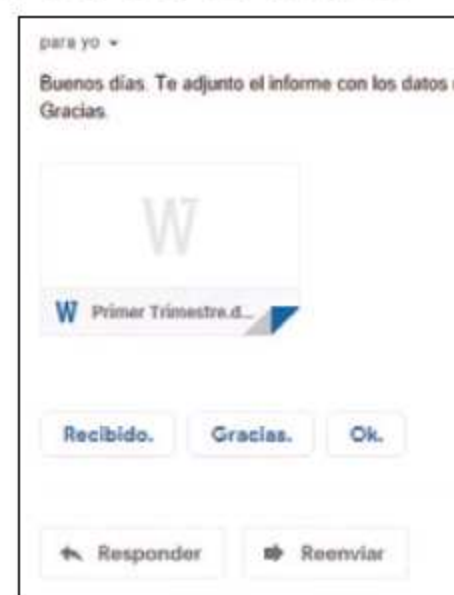 para yo
Buenos días. Te adjunto el informe con los datos
Gracias.
W
W Primer Trimestre.d...
Recibido. Gracias. Ok.
Responder Reenviar